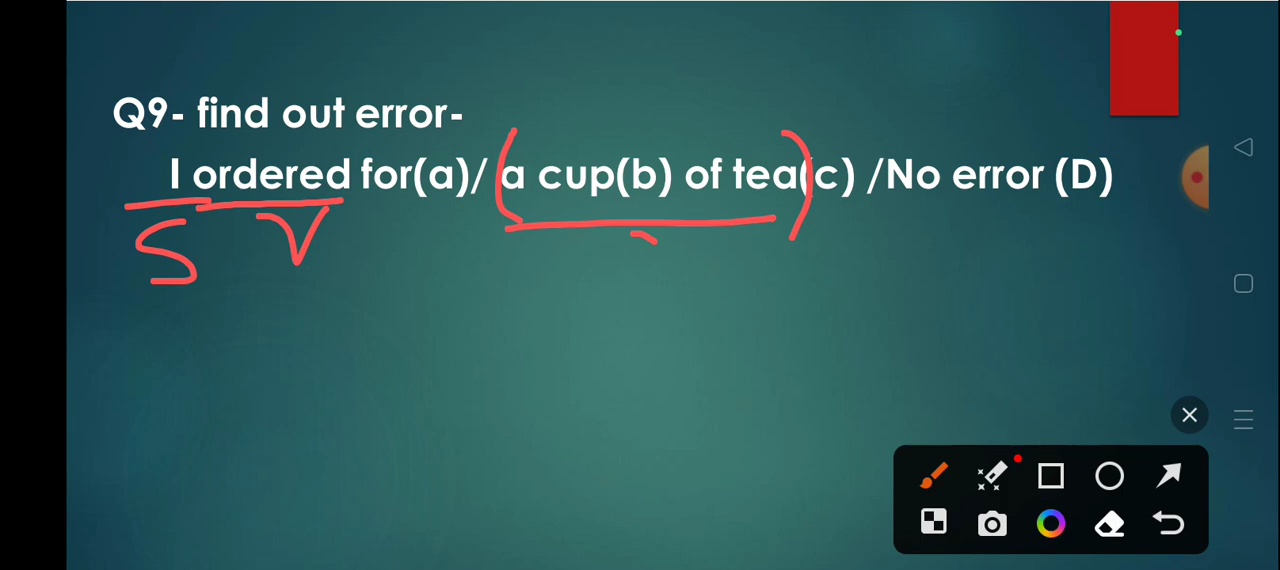 Q9- find out error-
I ordered for(a)/ a cup(b) of tea(c) /No error (D)
S V